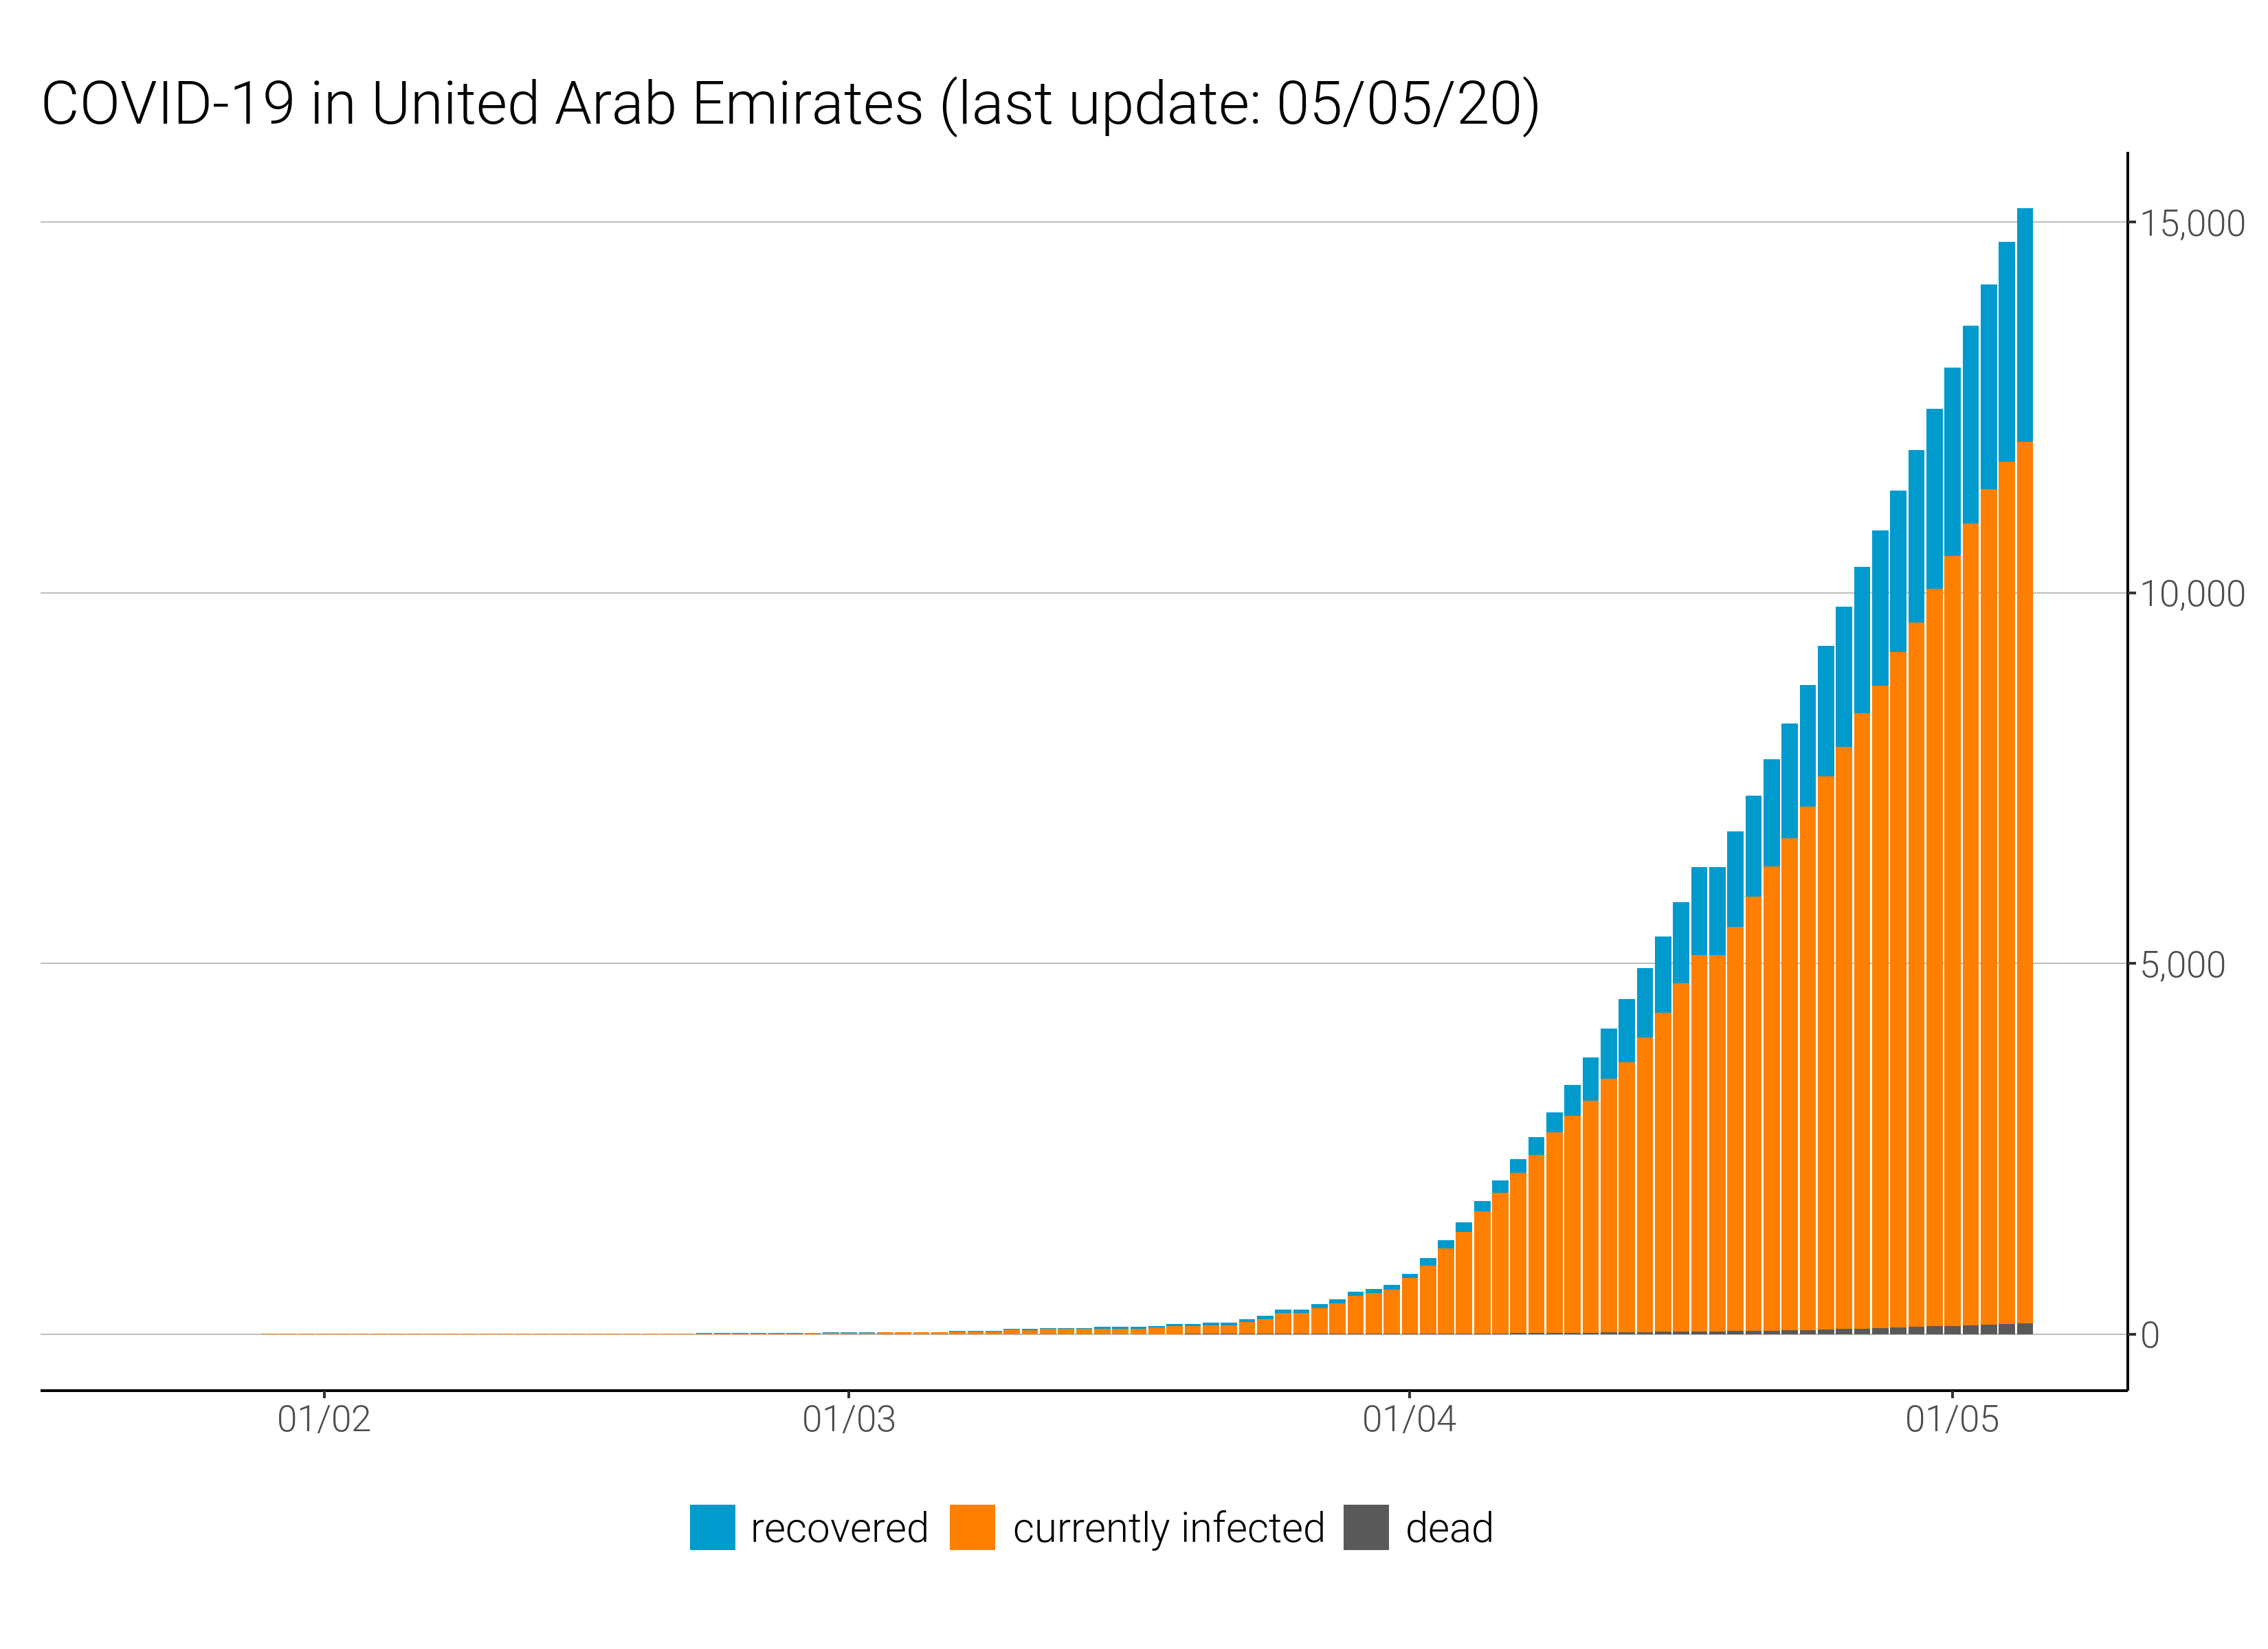 COVID-19 in United Arab Emirates (last update: 05/05/20)
15,000
10,000
5,000
0
01/02 01/03 01/04 01/05
recovered currently infected dead